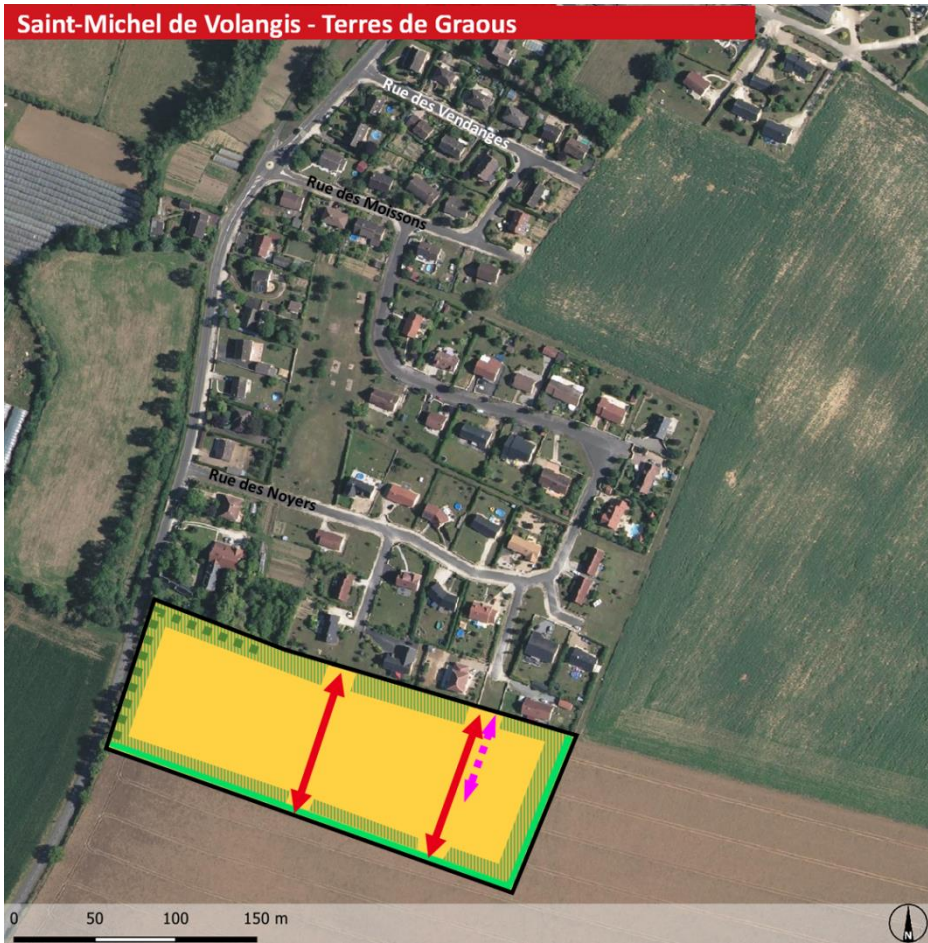 Saint-Michel de Volangis - Terres de Graous
Rue des Vendanges
Rue des Moissons
Rue des Noyers
0 50 100 150 m
N